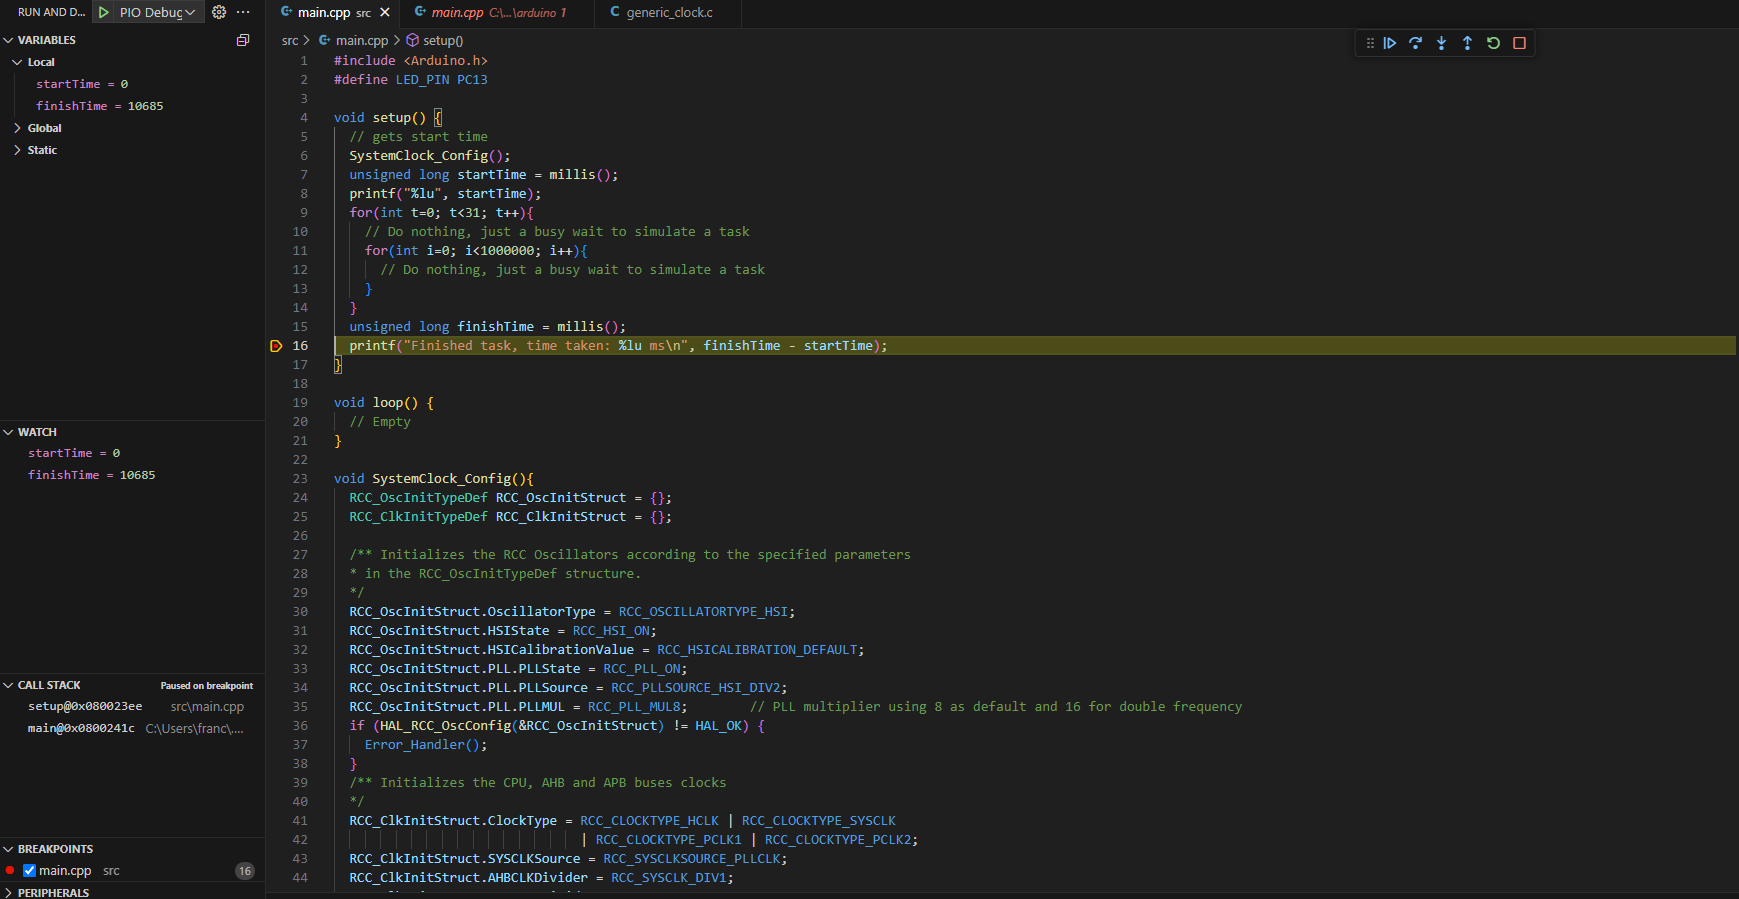 RUN AND D... PIO Debug
VARIABLES
Local
startTime = 0
finishTime = 10685
Global
Static
WATCH
startTime = 0
finishTime = 10685
CALL STACK Paused on breakpoint
setup@0x080023ee src\main.cpp
main@0x0800241c C:\Users\franc\....
BREAKPOINTS
main.cpp src 16
PERIPHERALS
main.cpp src main.cpp C:\...\arduino 1 generic_clock.c
src > main.cpp > setup()
1 #include <Arduino.h>
2 #define LED_PIN PC13
3
4 void setup() {
5 // gets start time
6 SystemClock_Config();
7 unsigned long startTime = millis();
8 printf("%lu", startTime);
9 for(int t=0; t<31; t++){
10 // Do nothing, just a busy wait to simulate a task
11 for(int i=0; i<1000000; i++){
12 // Do nothing, just a busy wait to simulate a task
13 }
14 }
15 unsigned long finishTime = millis();
16 printf("Finished task, time taken: %lu ms\n", finishTime - startTime);
17 }
18
19 void loop() {
20 // Empty
21 }
22
23 void SystemClock_Config(){
24 RCC_OscInitTypeDef RCC_OscInitStruct = {};
25 RCC_ClkInitTypeDef RCC_ClkInitStruct = {};
26
27 /** Initializes the RCC Oscillators according to the specified parameters
28 * in the RCC_OscInitTypeDef structure.
29 */
30 RCC_OscInitStruct.OscillatorType = RCC_OSCILLATORTYPE_HSI;
31 RCC_OscInitStruct.HSIState = RCC_HSI_ON;
32 RCC_OscInitStruct.HSICalibrationValue = RCC_HSICALIBRATION_DEFAULT;
33 RCC_OscInitStruct.PLL.PLLState = RCC_PLL_ON;
34 RCC_OscInitStruct.PLL.PLLSource = RCC_PLLSOURCE_HSI_DIV2;
35 RCC_OscInitStruct.PLL.PLLMUL = RCC_PLL_MUL8; // PLL multiplier using 8 as default and 16 for double frequency
36 if (HAL_RCC_OscConfig(&RCC_OscInitStruct) != HAL_OK) {
37 Error_Handler();
38 }
39 /** Initializes the CPU, AHB and APB buses clocks
40 */
41 RCC_ClkInitStruct.ClockType = RCC_CLOCKTYPE_HCLK | RCC_CLOCKTYPE_SYSCLK
42 | RCC_CLOCKTYPE_PCLK1 | RCC_CLOCKTYPE_PCLK2;
43 RCC_ClkInitStruct.SYSCLKSource = RCC_SYSCLKSOURCE_PLLCLK;
44 RCC_ClkInitStruct.AHBCLKDivider = RCC_SYSCLK_DIV1;